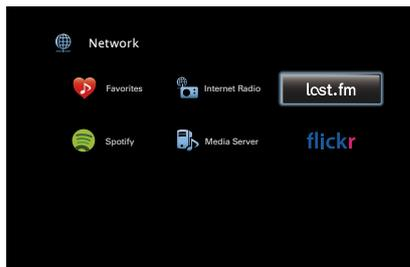 Network
Favorites
Internet Radio
last.fm
Spotify
Media Server
flickr